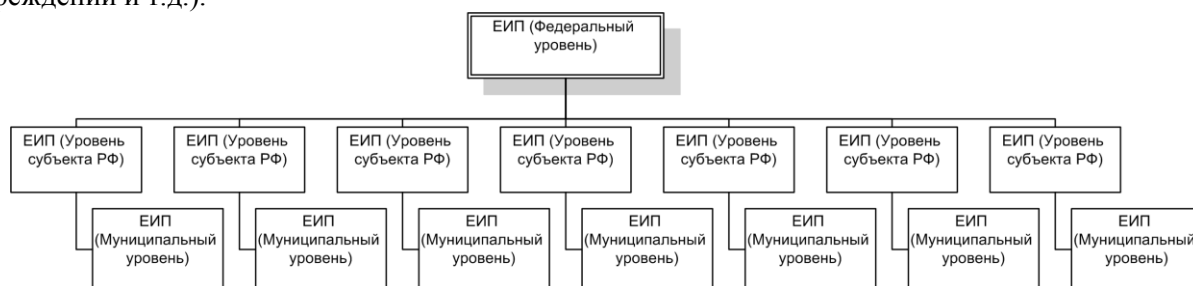 и т.д.).
ЕИП (Федеральный
уровень)
ЕИП (Уровень
субъекта РФ)
ЕИП (Уровень
субъекта РФ)
ЕИП (Уровень
субъекта РФ)
ЕИП (Уровень
субъекта РФ)
ЕИП (Уровень
субъекта РФ)
ЕИП (Уровень
субъекта РФ)
ЕИП (Уровень
субъекта РФ)
ЕИП
(Муниципальный
уровень)
ЕИП
(Муниципальный
уровень)
ЕИП
(Муниципальный
уровень)
ЕИП
(Муниципальный
уровень)
ЕИП
(Муниципальный
уровень)
ЕИП
(Муниципальный
уровень)
ЕИП
(Муниципальный
уровень)